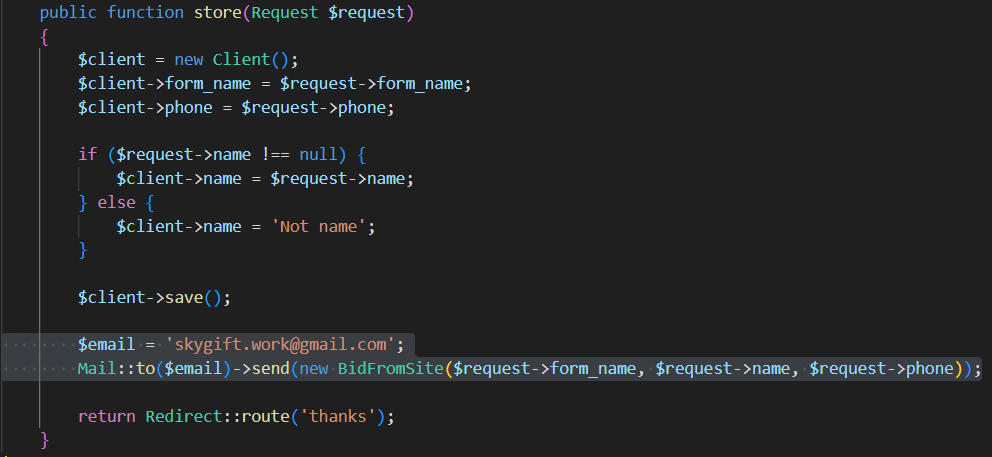 public function store(Request $request)
{
$client = new Client();
$client->form_name = $request->form_name;
$client->phone = $request->phone;
if ($request->name !== null) {
$client->name = $request->name;
} else {
$client->name = 'Not name';
}
$client->save();
$email = 'skygift.work@gmail.com';
Mail::to($email)->send(new BidFromSite($request->form_name, $request->name, $request->phone));
return Redirect::route('thanks');
}